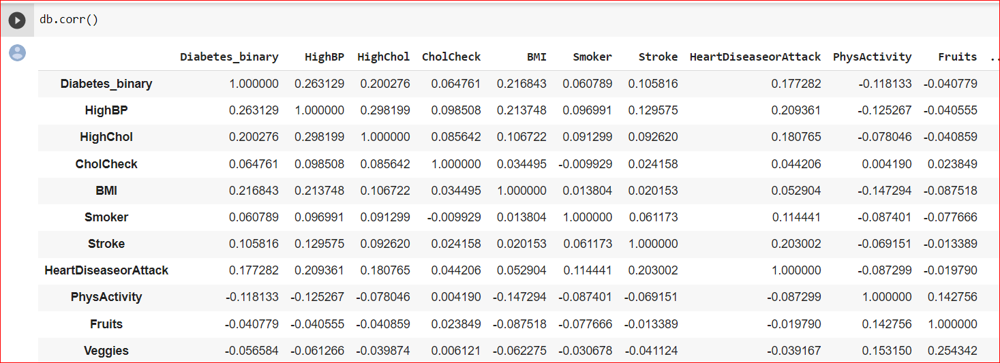 db.corr()
Diabetes_binary HighBP HighChol CholCheck BMI Smoker Stroke HeartDiseaseorAttack PhysActivity Fruits ..
Diabetes_binary 1.000000 0.263129 0.200276 0.064761 0.216843 0.060789 0.105816 0.177282 -0.118133 -0.040779
HighBP 0.263129 1.000000 0.298199 0.098508 0.213748 0.096991 0.129575 0.209361 -0.125267 -0.040555
HighChol 0.200276 0.298199 1.000000 0.085642 0.106722 0.091299 0.092620 0.180765 -0.078046 -0.040859
CholCheck 0.064761 0.098508 0.085642 1.000000 0.034495 -0.009929 0.024158 0.044206 0.004190 0.023849
BMI 0.216843 0.213748 0.106722 0.034495 1.000000 0.013804 0.020153 0.052904 -0.147294 -0.087518
Smoker 0.060789 0.096991 0.091299 -0.009929 0.013804 1.000000 0.061173 0.114441 -0.087401 -0.077666
Stroke 0.105816 0.129575 0.092620 0.024158 0.020153 0.061173 1.000000 0.203002 -0.069151 -0.013389
HeartDiseaseorAttack 0.177282 0.209361 0.180765 0.044206 0.052904 0.114441 0.203002 1.000000 -0.087299 -0.019790
PhysActivity -0.118133 -0.125267 -0.078046 0.004190 -0.147294 -0.087401 -0.069151 -0.087299 1.000000 0.142756
Fruits -0.040779 -0.040555 -0.040859 0.023849 -0.087518 -0.077666 -0.013389 -0.019790 0.142756 1.000000
Veggies -0.056584 -0.061266 -0.039874 0.006121 -0.062275 -0.030678 -0.041124 -0.039167 0.153150 0.254342